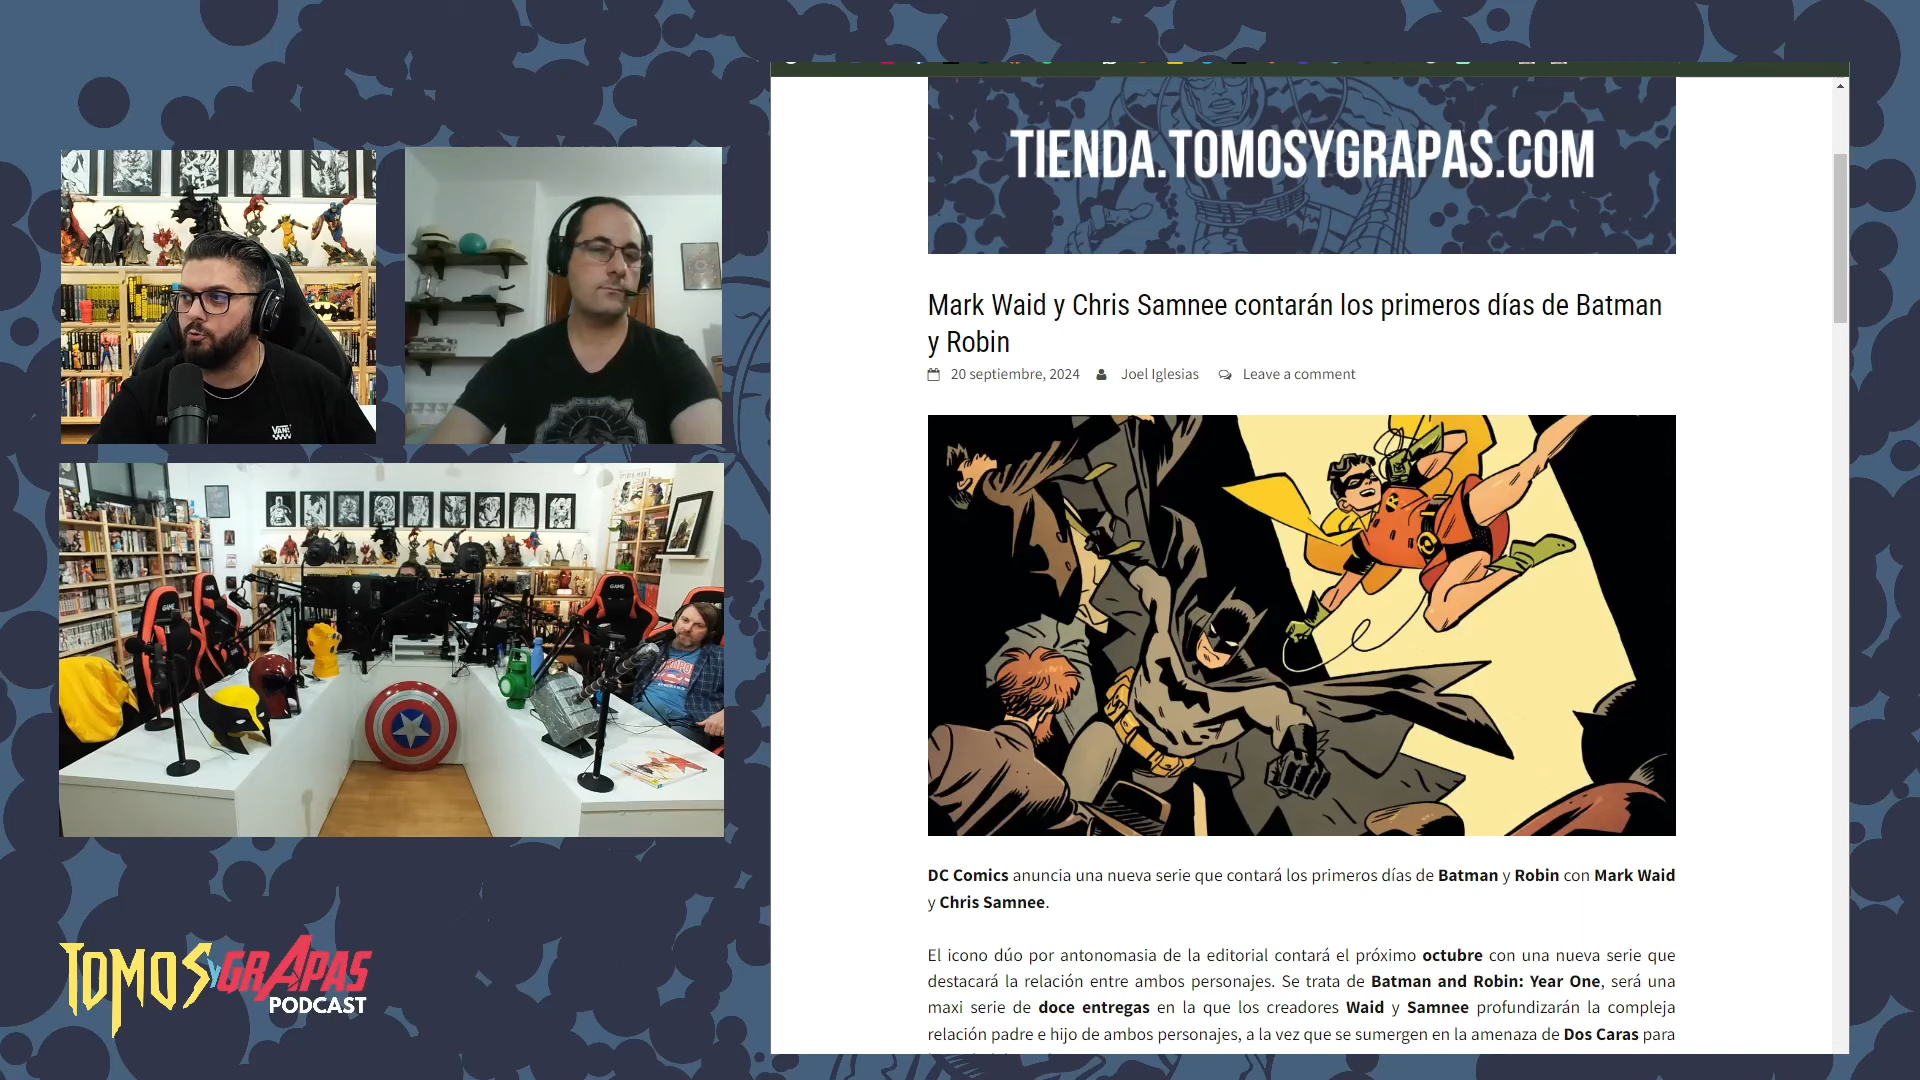 TIENDA.TOMOSYGRAPAS.COM
Mark Waid y Chris Samnee contarán los primeros días de Batman
y Robin
20 septiembre, 2024 Joel Iglesias Leave a comment
DC Comics anuncia una nueva serie que contará los primeros días de Batman y Robin con Mark Waid
y Chris Samnee.
El icono dúo por antonomasia de la editorial contará el próximo octubre con una nueva serie que
destacará la relación entre ambos personajes. Se trata de Batman and Robin: Year One, será una
maxi serie de doce entregas en la que los creadores Waid y Samnee profundizarán la compleja
relación padre e hijo de ambos personajes, a la vez que se sumergen en la amenaza de Dos Caras para
VANS
GAME
GAME
TOMOS Y GRAPAS
PODCAST